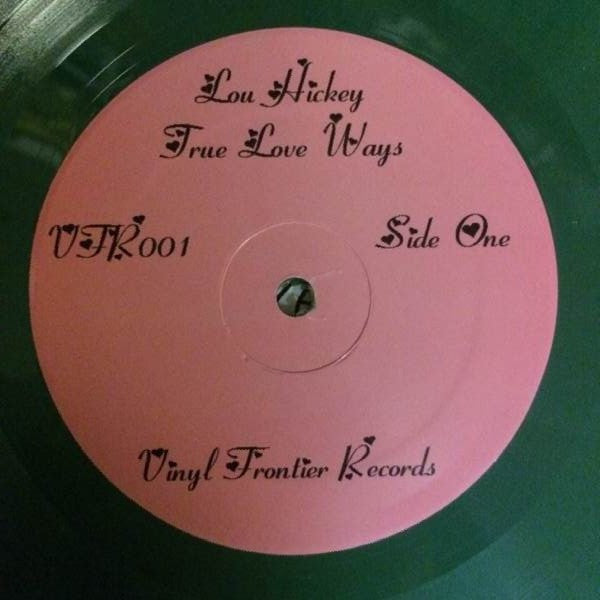 Lou Hickey
True Love Ways
VFR001
Side One
Vinyl Frontier Records